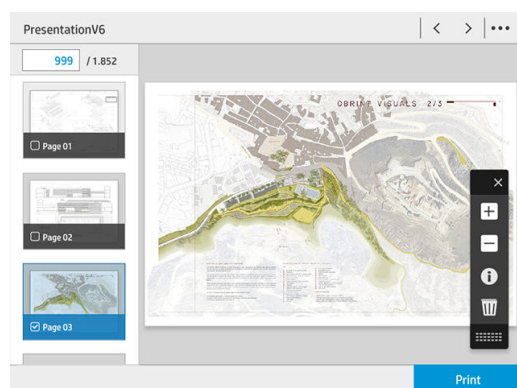 PresentationV6
999 / 1.852
Page 01
Page 02
Page 03
OBRINT VISUALS 2/3
Print